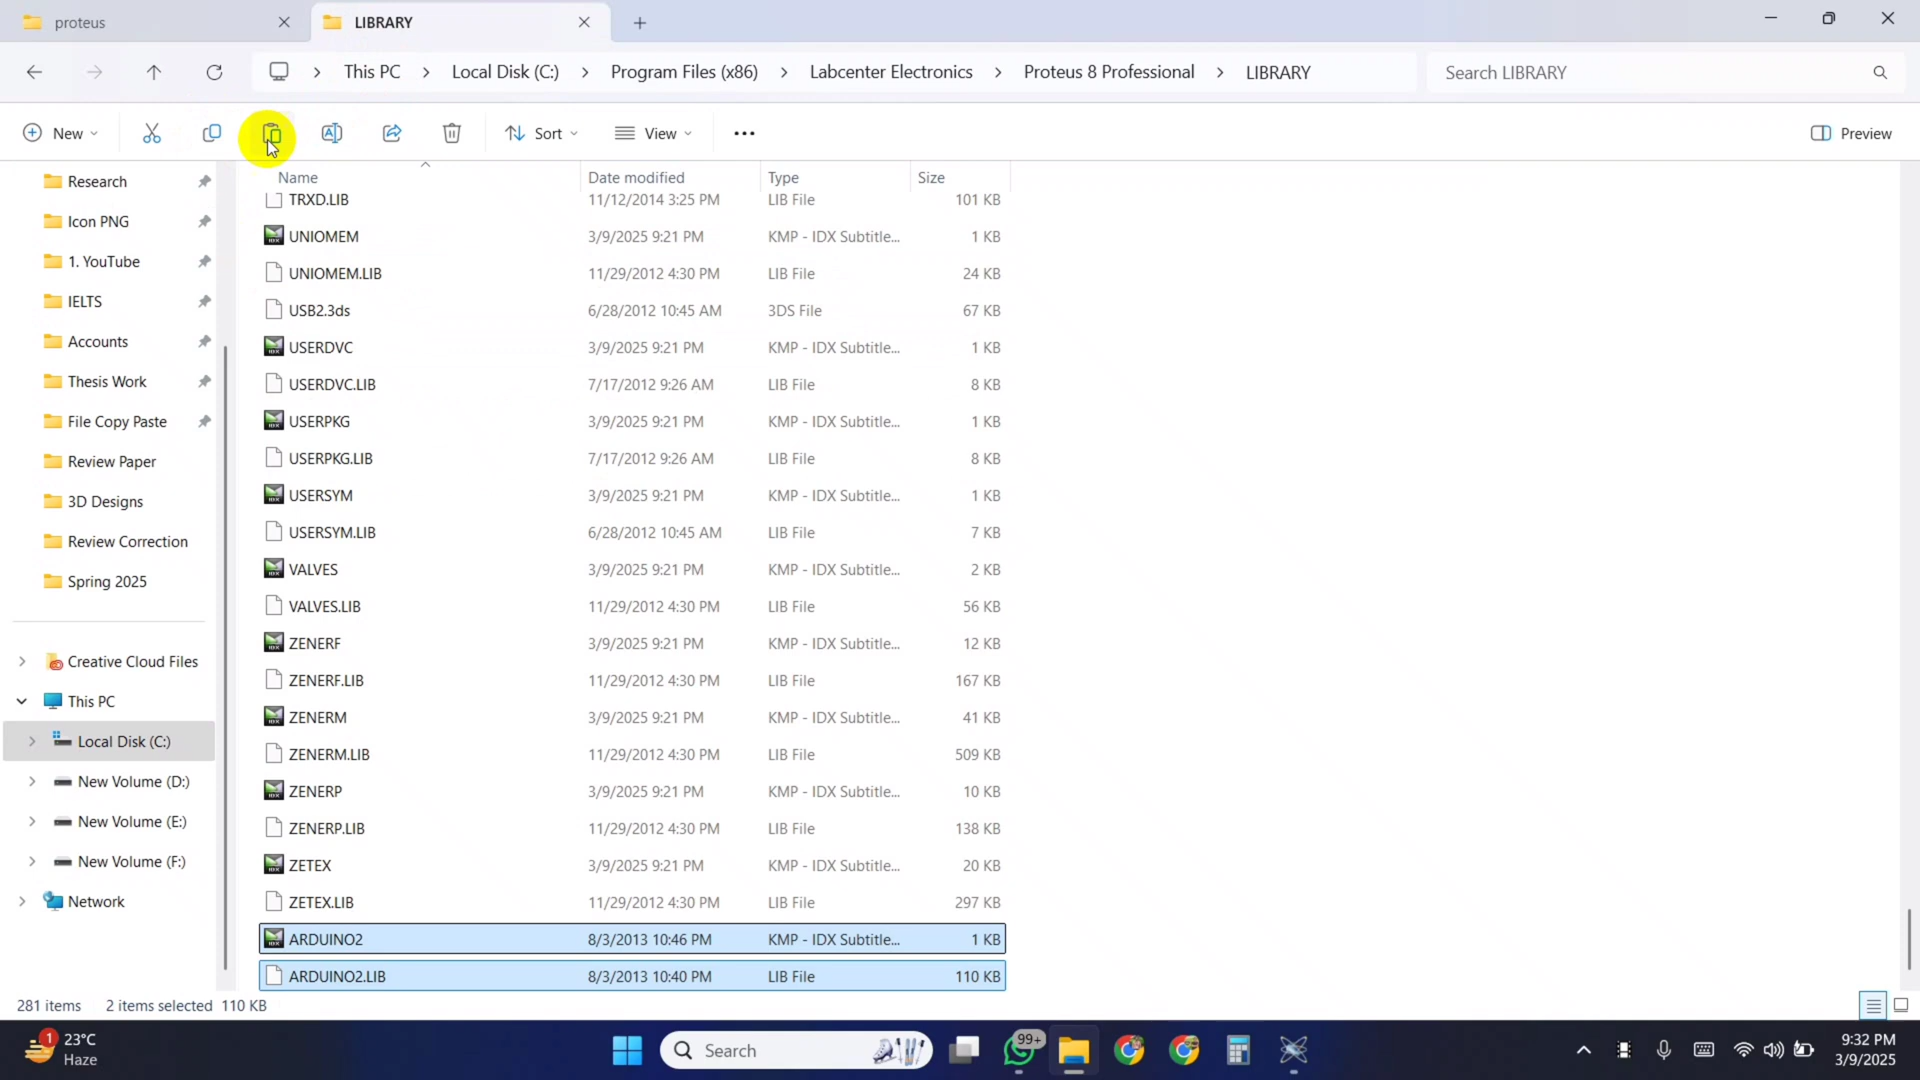 proteus
LIBRARY
This PC > Local Disk (C:) > Program Files (x86) > Labcenter Electronics > Proteus 8 Professional > LIBRARY
Search LIBRARY
New
Sort
View
Preview
Research
Icon PNG
1. YouTube
IELTS
Accounts
Thesis Work
File Copy Paste
Review Paper
3D Designs
Review Correction
Spring 2025
Creative Cloud Files
This PC
Local Disk (C:)
New Volume (D:)
New Volume (E:)
New Volume (F:)
Network
Name Date modified Type Size
TRXD.LIB 11/12/2014 3:25 PM LIB File 101 KB
UNIOMEM 3/9/2025 9:21 PM KMP - IDX Subtitle... 1 KB
UNIOMEM.LIB 11/29/2012 4:30 PM LIB File 24 KB
USB2.3ds 6/28/2012 10:45 AM 3DS File 67 KB
USERDVC 3/9/2025 9:21 PM KMP - IDX Subtitle... 1 KB
USERDVC.LIB 7/17/2012 9:26 AM LIB File 8 KB
USERPKG 3/9/2025 9:21 PM KMP - IDX Subtitle... 1 KB
USERPKG.LIB 7/17/2012 9:26 AM LIB File 8 KB
USERSYM 3/9/2025 9:21 PM KMP - IDX Subtitle... 1 KB
USERSYM.LIB 6/28/2012 10:45 AM LIB File 7 KB
VALVES 3/9/2025 9:21 PM KMP - IDX Subtitle... 2 KB
VALVES.LIB 11/29/2012 4:30 PM LIB File 56 KB
ZENERF 3/9/2025 9:21 PM KMP - IDX Subtitle... 12 KB
ZENERF.LIB 11/29/2012 4:30 PM LIB File 167 KB
ZENERM 3/9/2025 9:21 PM KMP - IDX Subtitle... 41 KB
ZENERM.LIB 11/29/2012 4:30 PM LIB File 509 KB
ZENERP 3/9/2025 9:21 PM KMP - IDX Subtitle... 10 KB
ZENERP.LIB 11/29/2012 4:30 PM LIB File 138 KB
ZETEX 3/9/2025 9:21 PM KMP - IDX Subtitle... 20 KB
ZETEX.LIB 11/29/2012 4:30 PM LIB File 297 KB
ARDUINO2 8/3/2013 10:46 PM KMP - IDX Subtitle... 1 KB
ARDUINO2.LIB 8/3/2013 10:40 PM LIB File 110 KB
281 items 2 items selected 110 KB
1
23°C
Haze
Search
99+
9:32 PM
3/9/2025